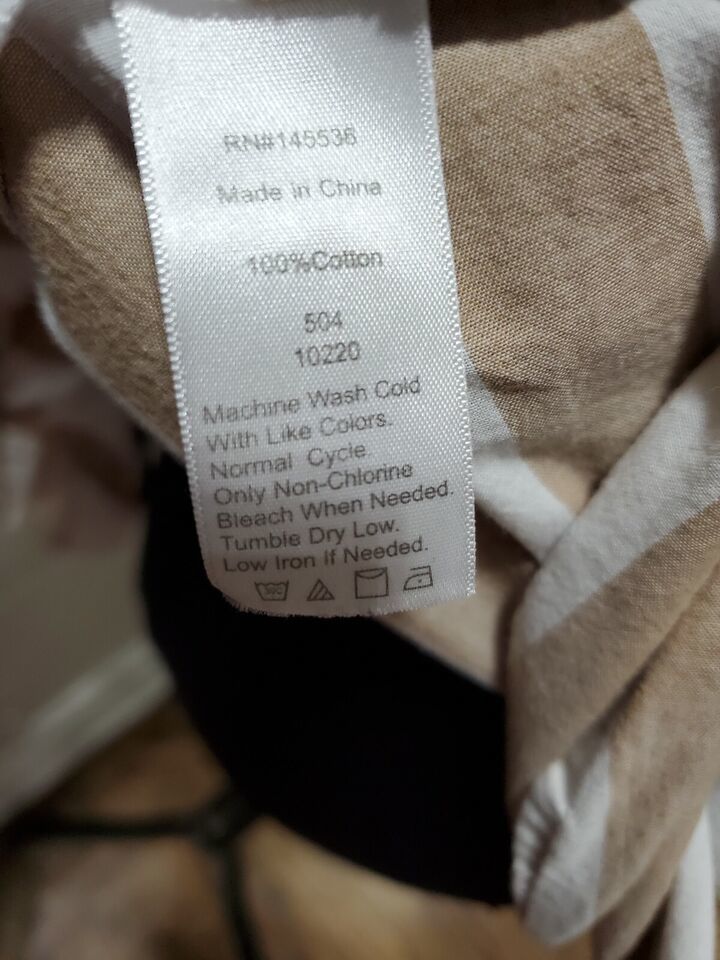 RN#145536
Made in China
100%Cotton
504
10220
Machine Wash Cold
With Like Colors.
Normal Cycle
Only Non-Chlorine
Bleach When Needed.
Tumble Dry Low.
Low Iron If Needed.